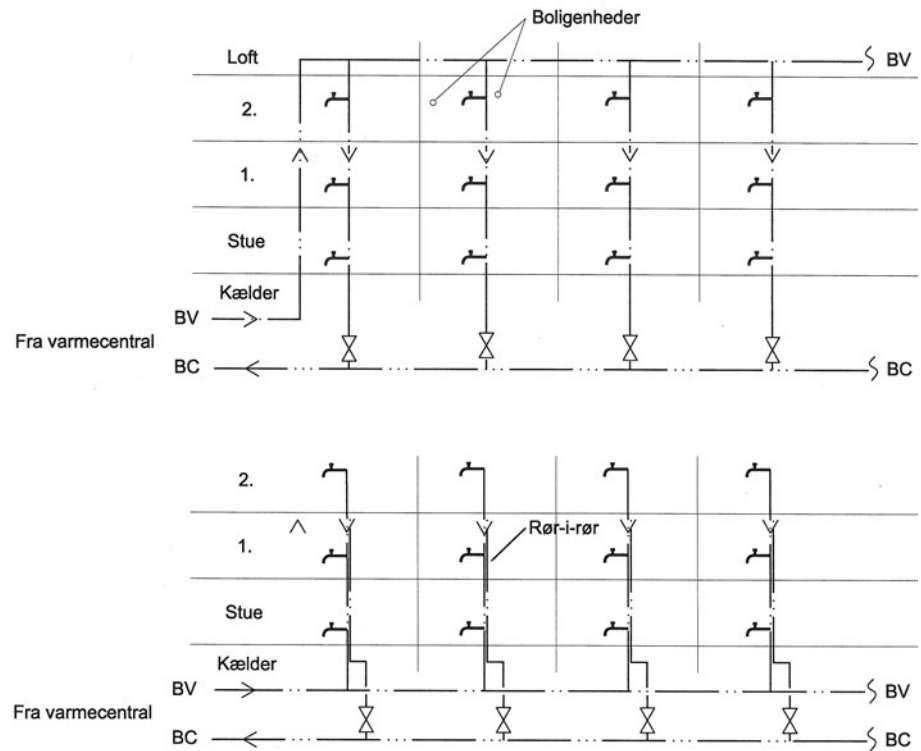 Boligenheder
Loft
BV
2.
1.
Stue
Kælder
BV
Fra varmecentral
BC
BC
2.
Rør-i-rør
1.
Stue
Kælder
BV
BV
Fra varmecentral
BC
BC